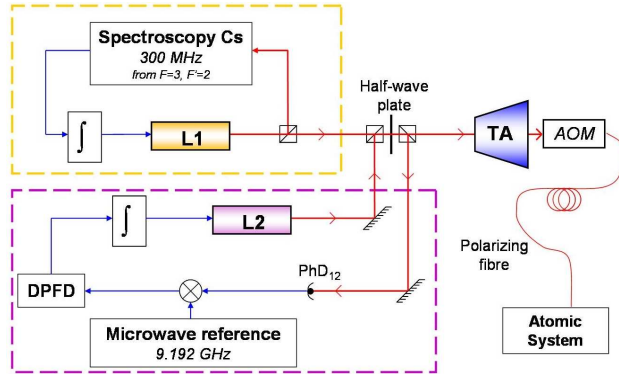 Spectroscopy Cs
300 MHz
from F=3, F'=2
∫
L1
Half-wave
plate
TA
AOM
∫
L2
Polarizing
fibre
PhD12
DPFD
Microwave reference
9.192 GHz
Atomic
System